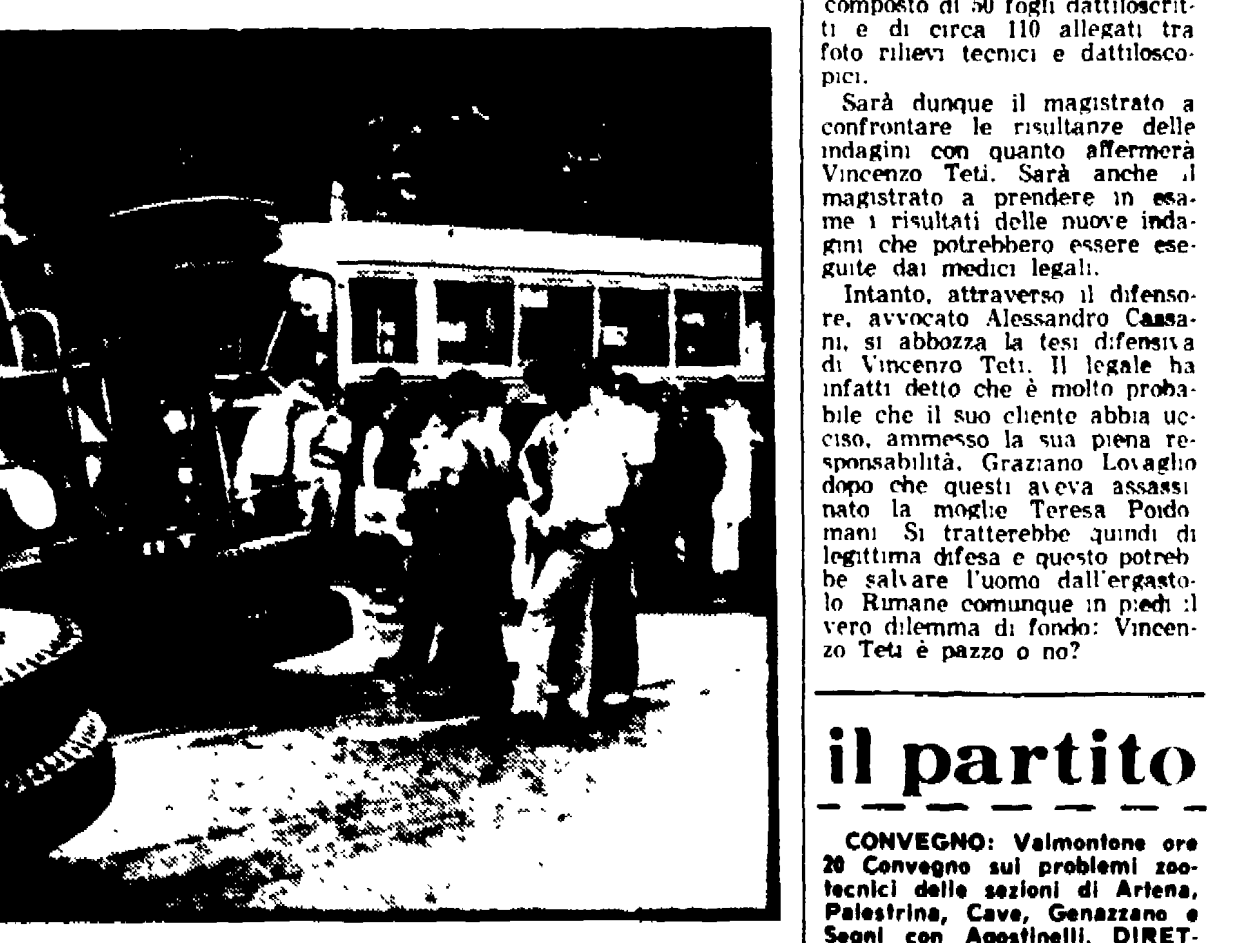 composto di 50 fogli dattiloscrit-
ti e di circa 110 allegati tra
foto rilievi tecnici e dattilosco-
pici.
Sarà dunque il magistrato a
confrontare le risultanze delle
indagini con quanto affermerà
Vincenzo Teti. Sarà anche il
magistrato a prendere in esa-
me i risultati delle nuove inda-
gini che potrebbero essere ese-
guite dai medici legali.
Intanto, attraverso il difenso-
re, avvocato Alessandro Cassa-
ni, si abbozza la tesi difensiva
di Vincenzo Teti. Il legale ha
infatti detto che è molto proba-
bile che il suo cliente abbia uc-
ciso, ammesso la sua piena re-
sponsabilità, Graziano Lovaglio
dopo che questi aveva assassi
nato la moglie Teresa Poido
mani Si tratterebbe quindi di
legittima difesa e questo potreb
be salvare l'uomo dall'ergasto-
lo Rimane comunque in piedi il
vero dilemma di fondo: Vincen-
zo Teti è pazzo o no?
il partito
CONVEGNO: Valmontone ore
20 Convegno sui problemi zoo-
tecnici delle sezioni di Artena,
Palestrina, Cave, Genazzano e
Segni con Agostinelli. DIRET-